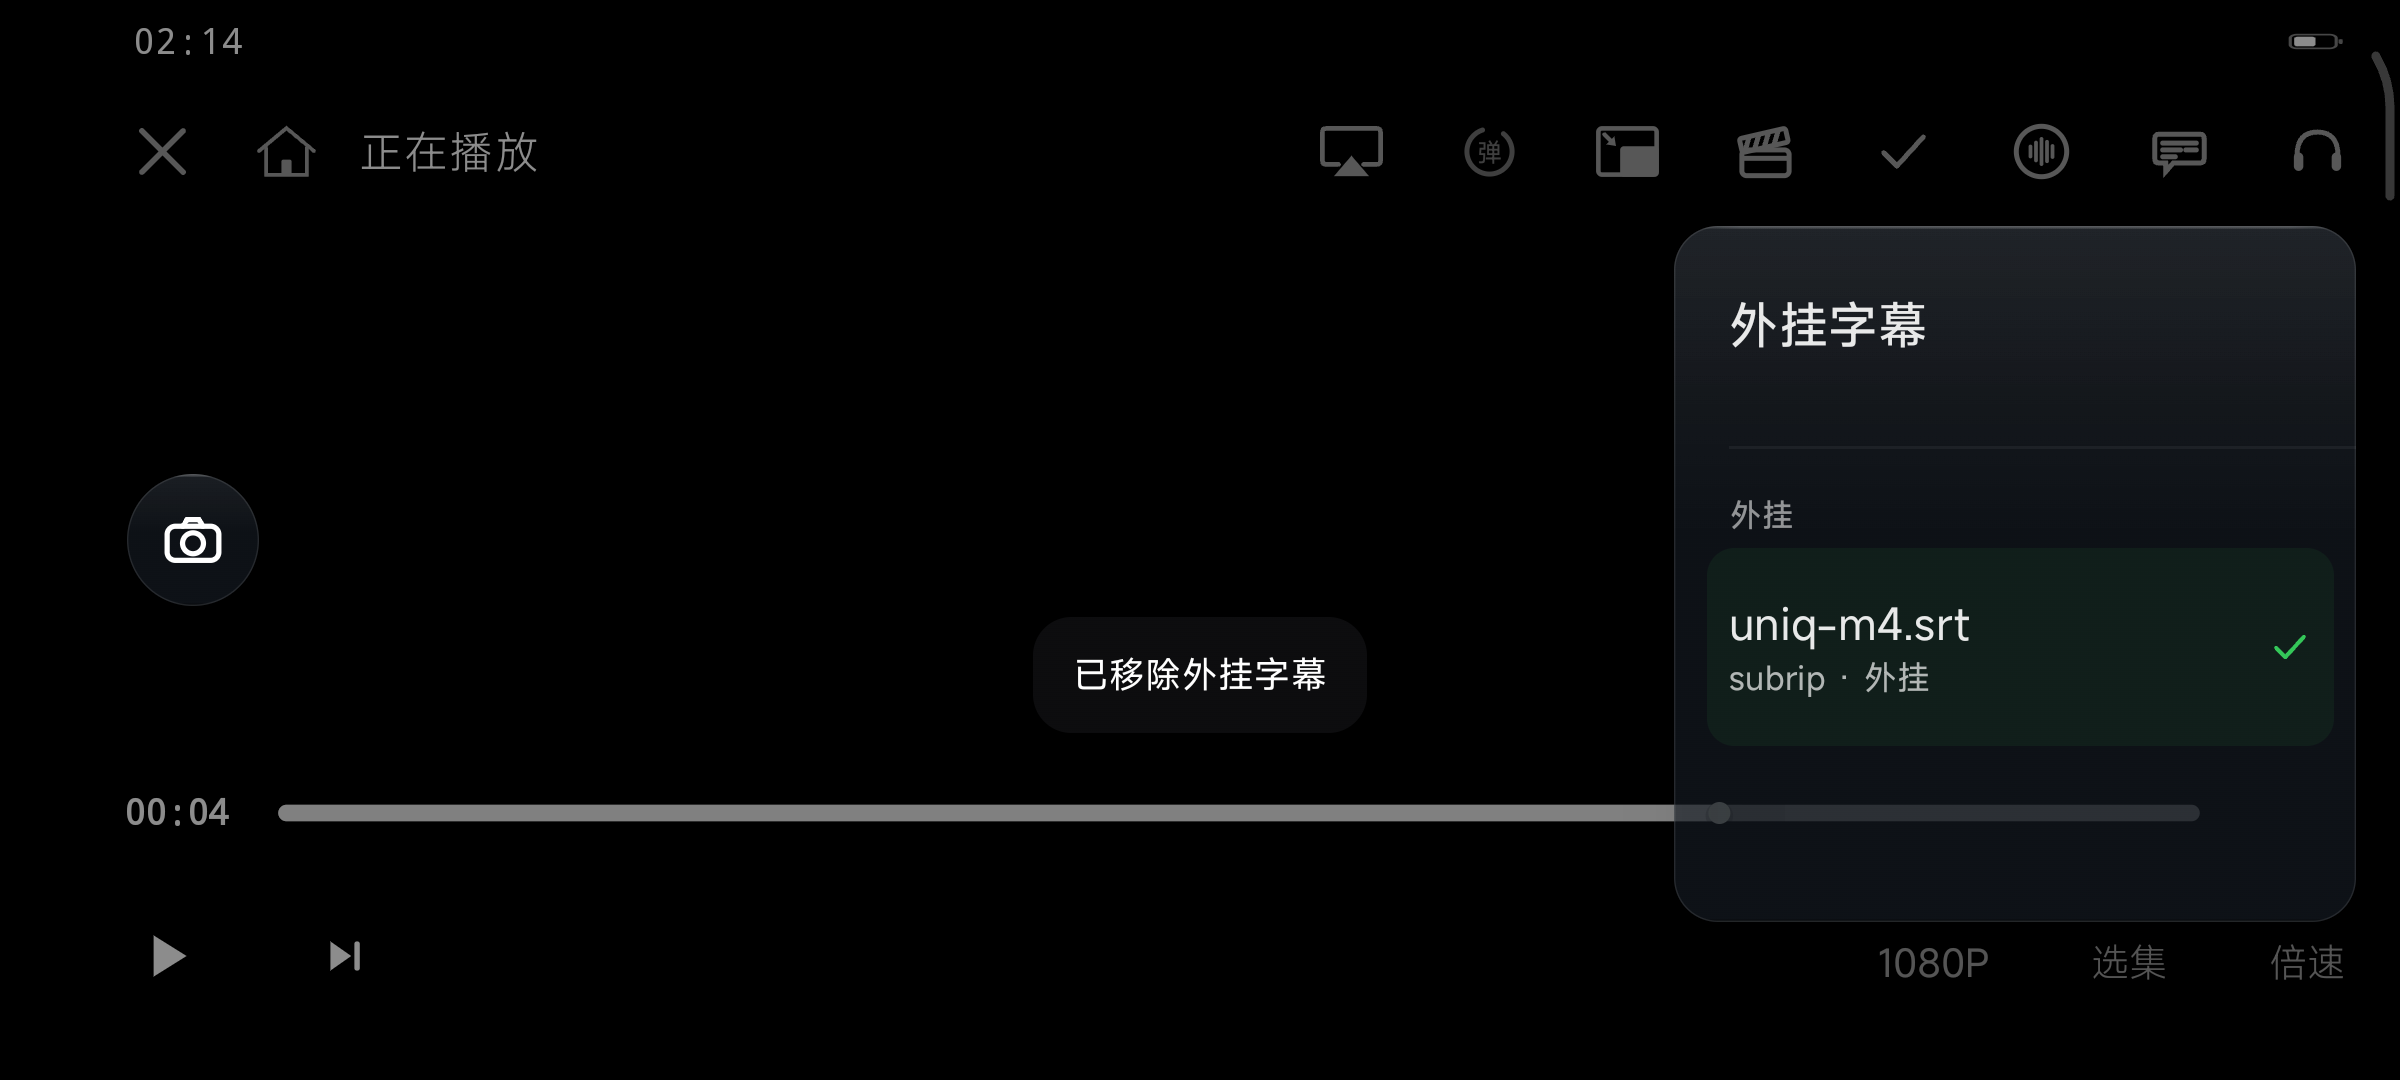 02:14
正在播放
弹
外挂字幕
外挂
uniq-m4.srt
subrip · 外挂
已移除外挂字幕
00:04
1080P 选集 倍速